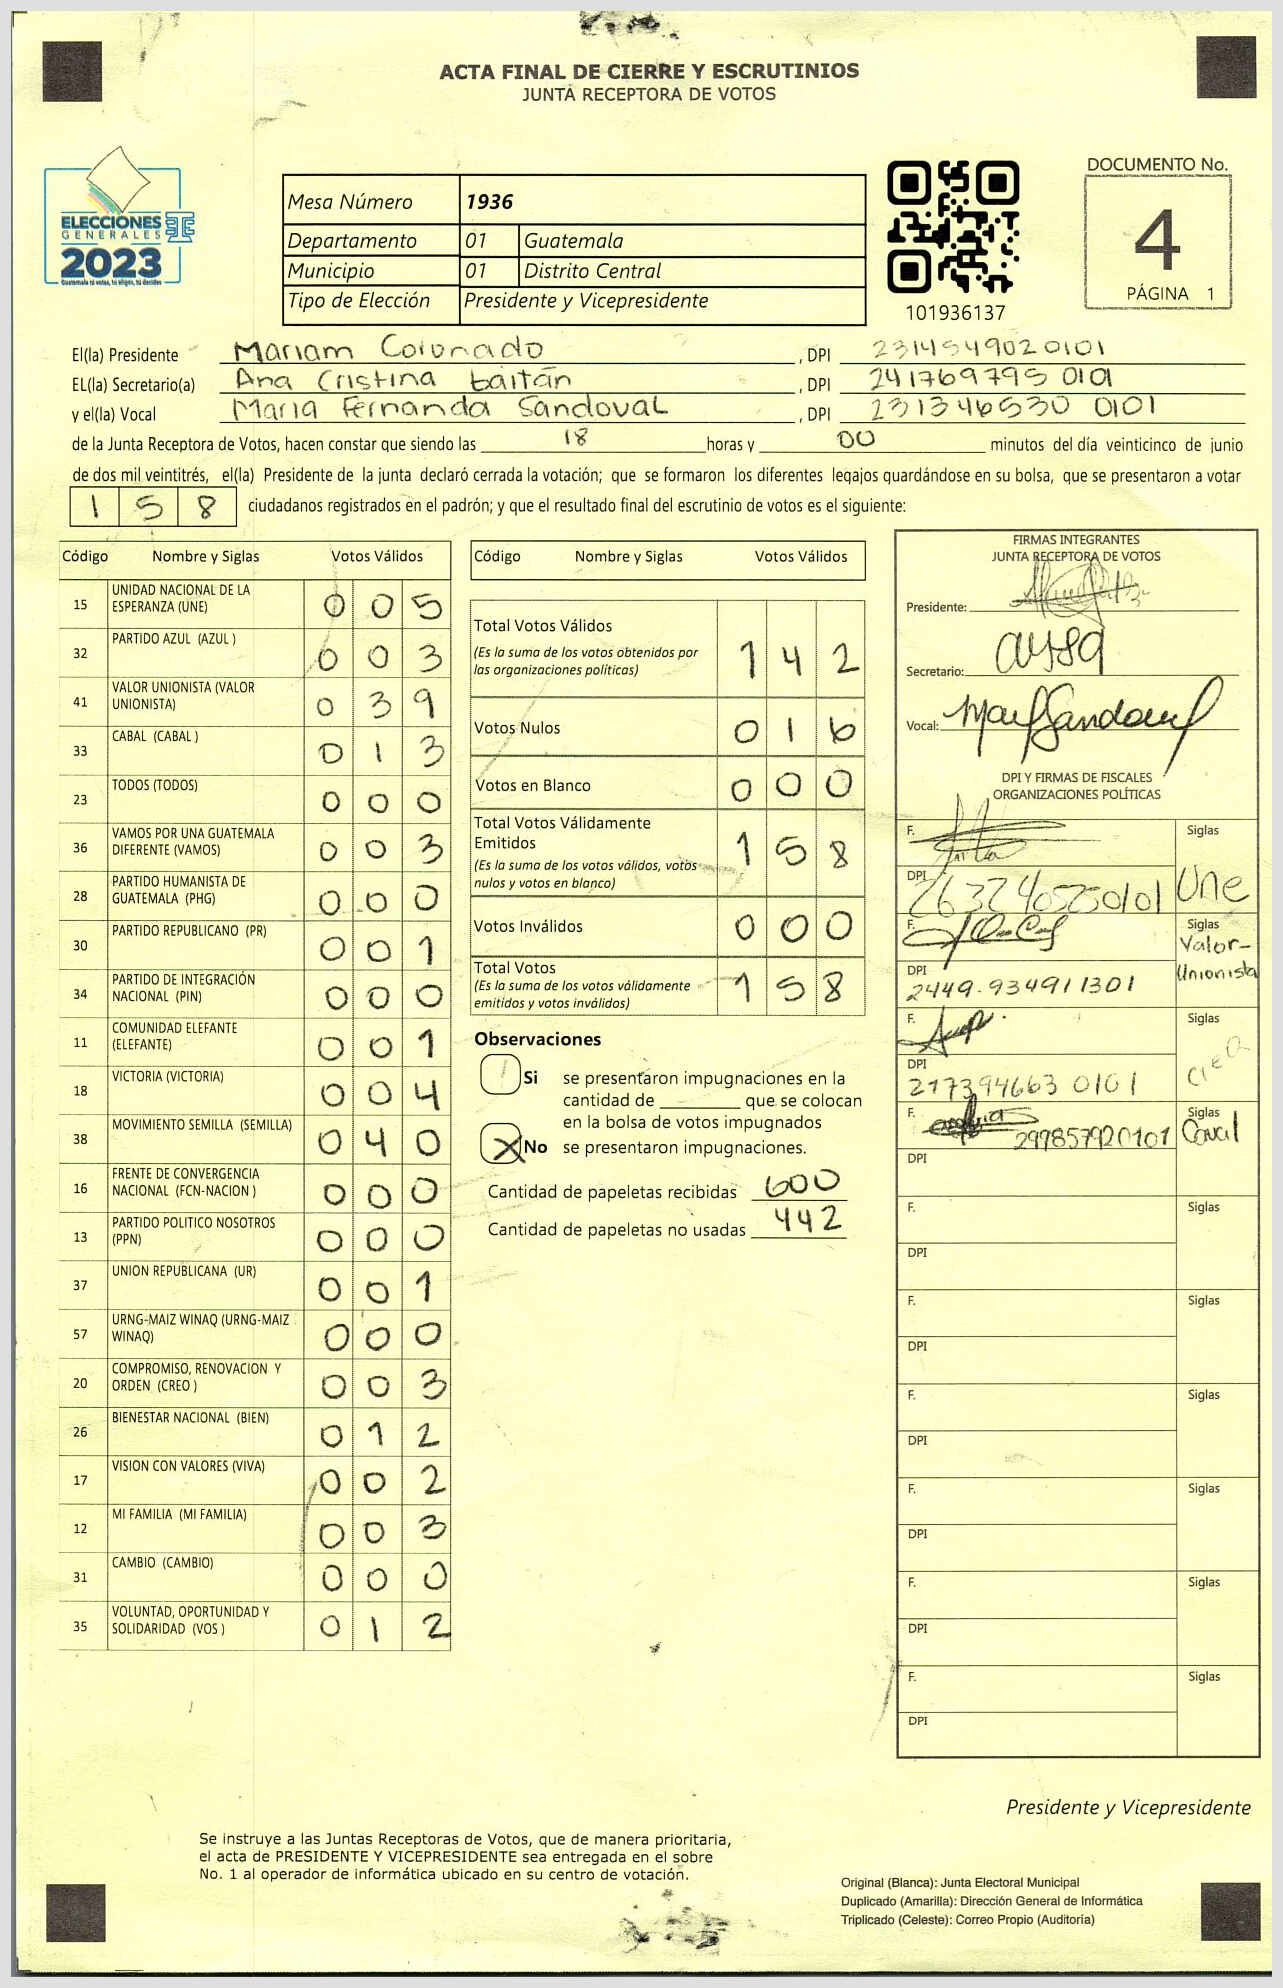 ACTA FINAL DE CIERRE Y ESCRUTINIOS
JUNTA RECEPTORA DE VOTOS
ELECCIONES
GENERALES
2023
Guatemala tú votas, tú eliges, tú decides
Mesa Número 1936
Departamento 01 Guatemala
Municipio 01 Distrito Central
Tipo de Elección Presidente y Vicepresidente
101936137
DOCUMENTO No.
4
PÁGINA 1
El(la) Presidente Mariam Coronado , DPI 2314549020101
EL(la) Secretario(a) Ana Cristina Gaitán , DPI 241769795 0101
y el(la) Vocal Maria Fernanda Sandoval , DPI 231346530 0101
de la Junta Receptora de Votos, hacen constar que siendo las 18 horas y 00 minutos del día veinticinco de junio
de dos mil veintitrés, el(la) Presidente de la junta declaró cerrada la votación; que se formaron los diferentes legajos guardándose en su bolsa, que se presentaron a votar
1 5 8 ciudadanos registrados en el padrón; y que el resultado final del escrutinio de votos es el siguiente:
Código Nombre y Siglas Votos Válidos
15 UNIDAD NACIONAL DE LA
ESPERANZA (UNE) 0 0 5
32 PARTIDO AZUL (AZUL ) 0 0 3
41 VALOR UNIONISTA (VALOR
UNIONISTA) 0 3 9
33 CABAL (CABAL ) 0 1 3
23 TODOS (TODOS) 0 0 0
36 VAMOS POR UNA GUATEMALA
DIFERENTE (VAMOS) 0 0 3
28 PARTIDO HUMANISTA DE
GUATEMALA (PHG) 0 0 0
30 PARTIDO REPUBLICANO (PR) 0 0 1
34 PARTIDO DE INTEGRACIÓN
NACIONAL (PIN) 0 0 0
11 COMUNIDAD ELEFANTE
(ELEFANTE) 0 0 1
18 VICTORIA (VICTORIA) 0 0 4
38 MOVIMIENTO SEMILLA (SEMILLA) 0 4 0
16 FRENTE DE CONVERGENCIA
NACIONAL (FCN-NACION ) 0 0 0
13 PARTIDO POLITICO NOSOTROS
(PPN) 0 0 0
37 UNION REPUBLICANA (UR) 0 0 1
57 URNG-MAIZ WINAQ (URNG-MAIZ
WINAQ) 0 0 0
20 COMPROMISO, RENOVACION Y
ORDEN (CREO ) 0 0 3
26 BIENESTAR NACIONAL (BIEN) 0 1 2
17 VISION CON VALORES (VIVA) 0 0 2
12 MI FAMILIA (MI FAMILIA) 0 0 3
31 CAMBIO (CAMBIO) 0 0 0
35 VOLUNTAD, OPORTUNIDAD Y
SOLIDARIDAD (VOS ) 0 1 2
Código Nombre y Siglas Votos Válidos
Total Votos Válidos
(Es la suma de los votos obtenidos por
las organizaciones políticas) 1 4 2
Votos Nulos 0 1 6
Votos en Blanco 0 0 0
Total Votos Válidamente
Emitidos
(Es la suma de los votos válidos, votos
nulos y votos en blanco) 1 5 8
Votos Inválidos 0 0 0
Total Votos
(Es la suma de los votos válidamente
emitidos y votos inválidos) 1 5 8
Observaciones
Si se presentaron impugnaciones en la
cantidad de ________ que se colocan
en la bolsa de votos impugnados
X No se presentaron impugnaciones.
Cantidad de papeletas recibidas 600
Cantidad de papeletas no usadas 442
FIRMAS INTEGRANTES
JUNTA RECEPTORA DE VOTOS
Presidente:
Secretario:
Vocal:
DPI Y FIRMAS DE FISCALES
ORGANIZACIONES POLÍTICAS
F. Siglas
DPI 2632405250101 Une
F. Siglas
Valor-
Unionista
DPI 2449-934911301
F. Siglas
DPI
217394663 0101 CREO
F. Siglas
299857920101 Caval
DPI
F. Siglas
DPI
F. Siglas
DPI
F. Siglas
DPI
F. Siglas
DPI
F. Siglas
DPI
F. Siglas
DPI
Presidente y Vicepresidente
Se instruye a las Juntas Receptoras de Votos, que de manera prioritaria,
el acta de PRESIDENTE Y VICEPRESIDENTE sea entregada en el sobre
No. 1 al operador de informática ubicado en su centro de votación.
Original (Blanca): Junta Electoral Municipal
Duplicado (Amarilla): Dirección General de Informática
Triplicado (Celeste): Correo Propio (Auditoría)